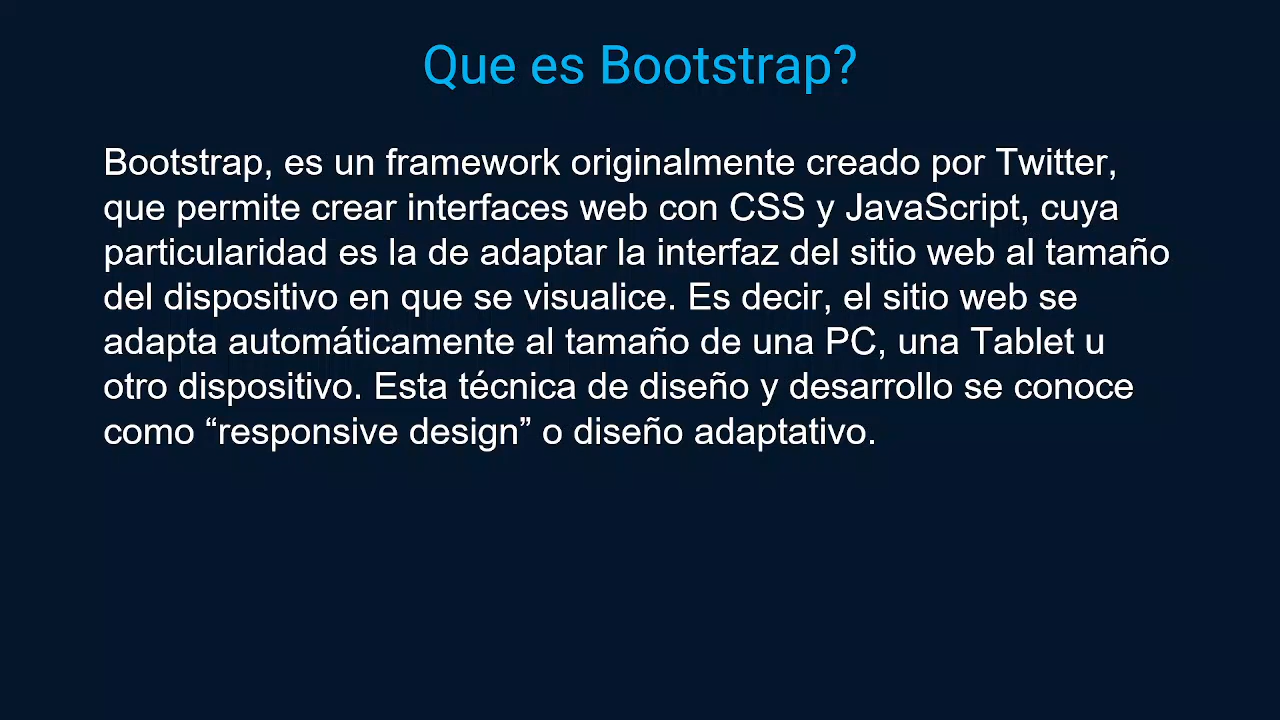 Que es Bootstrap?
Bootstrap, es un framework originalmente creado por Twitter,
que permite crear interfaces web con CSS y JavaScript, cuya
particularidad es la de adaptar la interfaz del sitio web al tamaño
del dispositivo en que se visualice. Es decir, el sitio web se
adapta automáticamente al tamaño de una PC, una Tablet u
otro dispositivo. Esta técnica de diseño y desarrollo se conoce
como “responsive design” o diseño adaptativo.